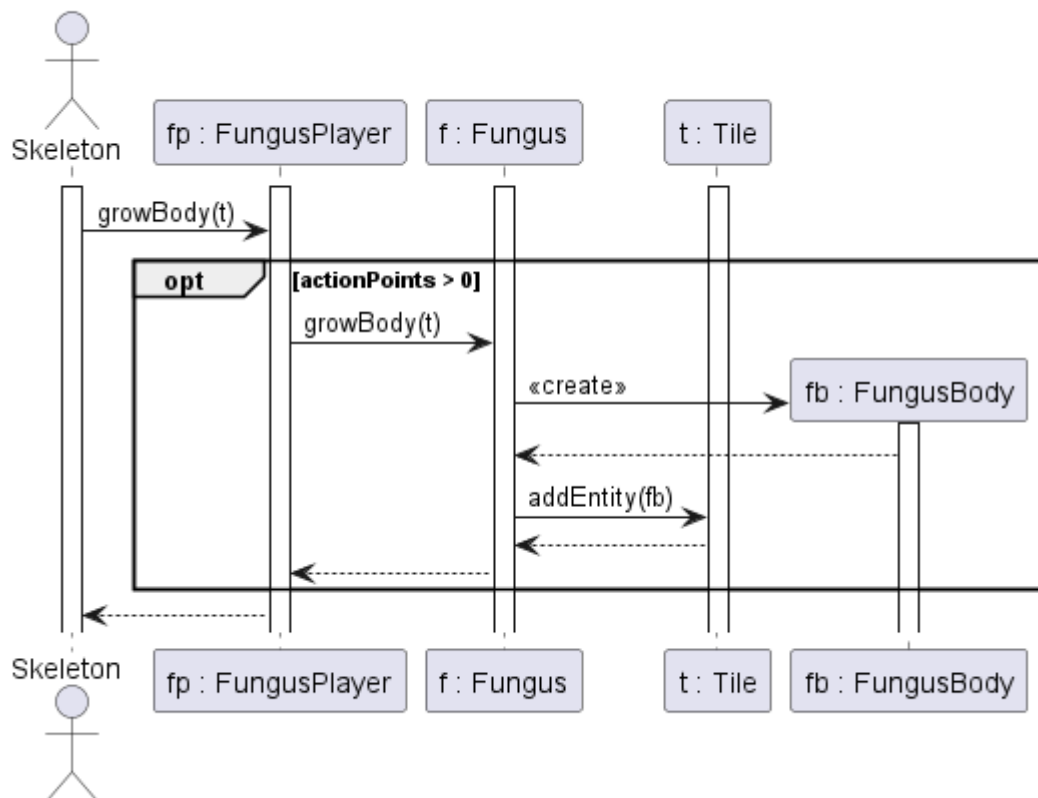 Skeleton
fp : FungusPlayer
f : Fungus
t : Tile
growBody(t)
opt
[actionPoints > 0]
growBody(t)
«create»
fb : FungusBody
addEntity(fb)
Skeleton
fp : FungusPlayer
f : Fungus
t : Tile
fb : FungusBody